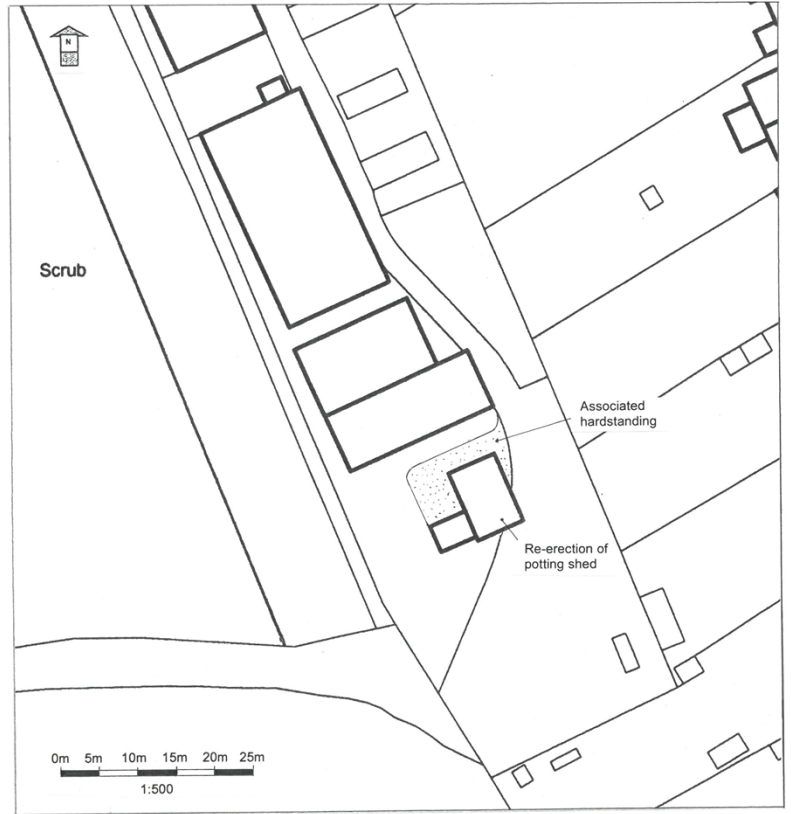 N
Scrub
Associated
hardstanding
Re-erection of
potting shed
0m 5m 10m 15m 20m 25m
1:500